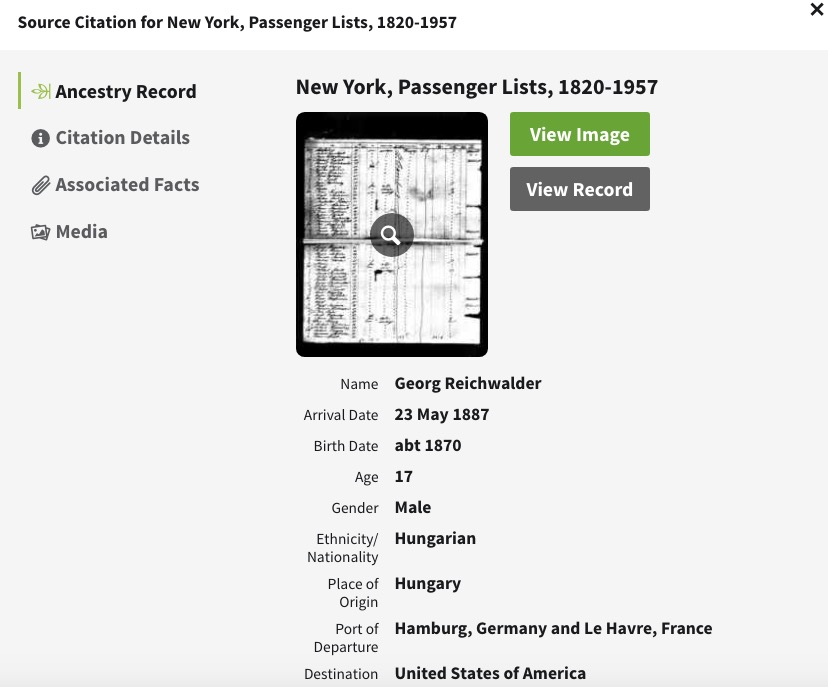 Source Citation for New York, Passenger Lists, 1820-1957
Ancestry Record
Citation Details
Associated Facts
Media
New York, Passenger Lists, 1820-1957
View Image
View Record
Name Georg Reichwalder
Arrival Date 23 May 1887
Birth Date abt 1870
Age 17
Gender Male
Ethnicity/ Hungarian
Nationality
Place of Hungary
Origin
Port of Hamburg, Germany and Le Havre, France
Departure
Destination United States of America